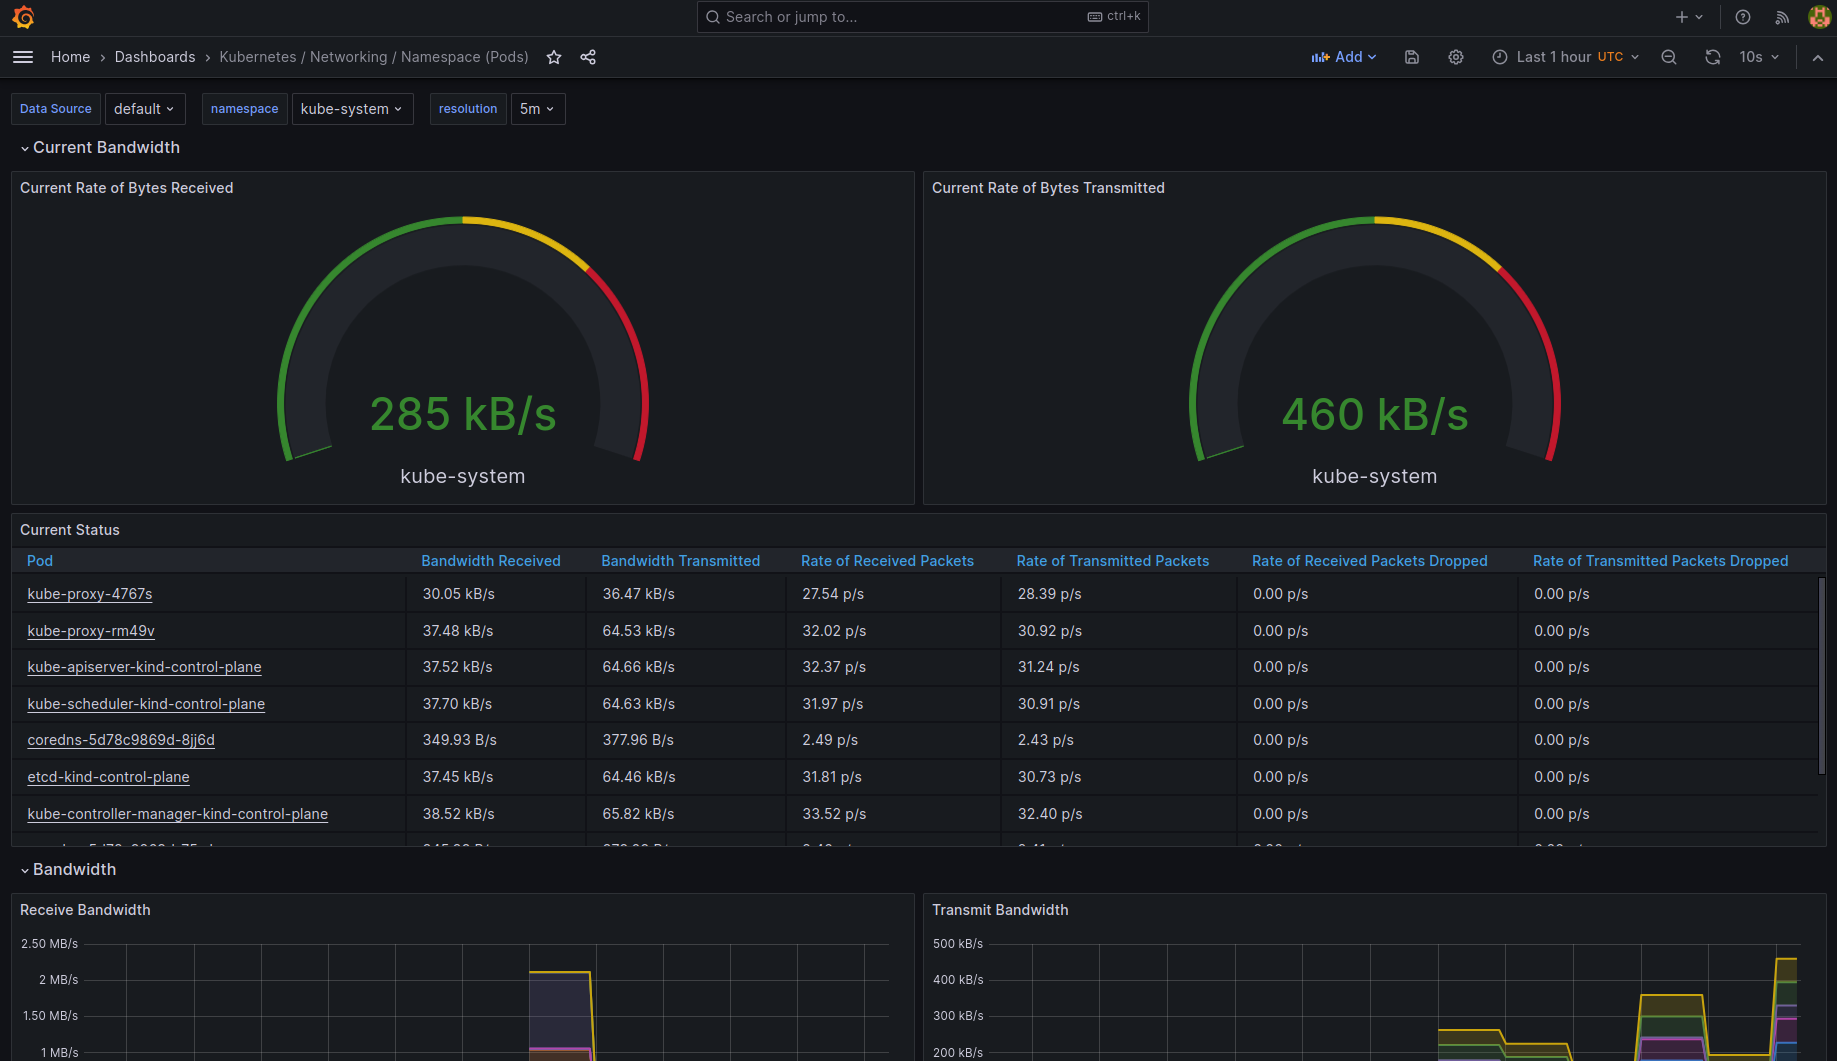 Search or jump to... ctrl+k
Home › Dashboards › Kubernetes / Networking / Namespace (Pods) Add Last 1 hour UTC 10s
Data Source default namespace kube-system resolution 5m
Current Bandwidth
Current Rate of Bytes Received
285 kB/s
kube-system
Current Rate of Bytes Transmitted
460 kB/s
kube-system
Current Status
Pod Bandwidth Received Bandwidth Transmitted Rate of Received Packets Rate of Transmitted Packets Rate of Received Packets Dropped Rate of Transmitted Packets Dropped
kube-proxy-4767s 30.05 kB/s 36.47 kB/s 27.54 p/s 28.39 p/s 0.00 p/s 0.00 p/s
kube-proxy-rm49v 37.48 kB/s 64.53 kB/s 32.02 p/s 30.92 p/s 0.00 p/s 0.00 p/s
kube-apiserver-kind-control-plane 37.52 kB/s 64.66 kB/s 32.37 p/s 31.24 p/s 0.00 p/s 0.00 p/s
kube-scheduler-kind-control-plane 37.70 kB/s 64.63 kB/s 31.97 p/s 30.91 p/s 0.00 p/s 0.00 p/s
coredns-5d78c9869d-8jj6d 349.93 B/s 377.96 B/s 2.49 p/s 2.43 p/s 0.00 p/s 0.00 p/s
etcd-kind-control-plane 37.45 kB/s 64.46 kB/s 31.81 p/s 30.73 p/s 0.00 p/s 0.00 p/s
kube-controller-manager-kind-control-plane 38.52 kB/s 65.82 kB/s 33.52 p/s 32.40 p/s 0.00 p/s 0.00 p/s
Bandwidth
Receive Bandwidth
2.50 MB/s
2 MB/s
1.50 MB/s
1 MB/s
Transmit Bandwidth
500 kB/s
400 kB/s
300 kB/s
200 kB/s